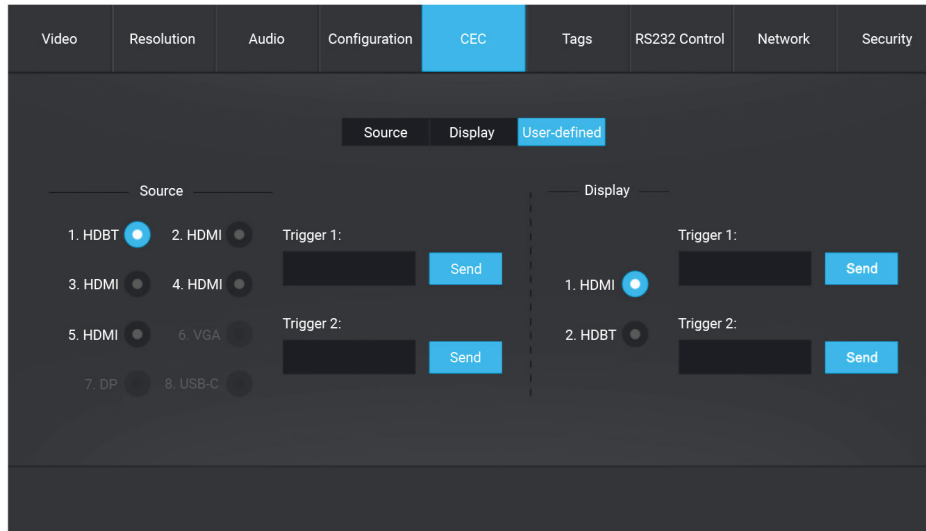 Video Resolution Audio Configuration CEC Tags RS232 Control Network Security
Source Display User-defined
Source
1. HDBT 2. HDMI
3. HDMI 4. HDMI
5. HDMI 6. VGA
7. DP 8. USB-C
Trigger 1:
Send
Trigger 2:
Send
Display
1. HDMI
2. HDBT
Trigger 1:
Send
Trigger 2:
Send